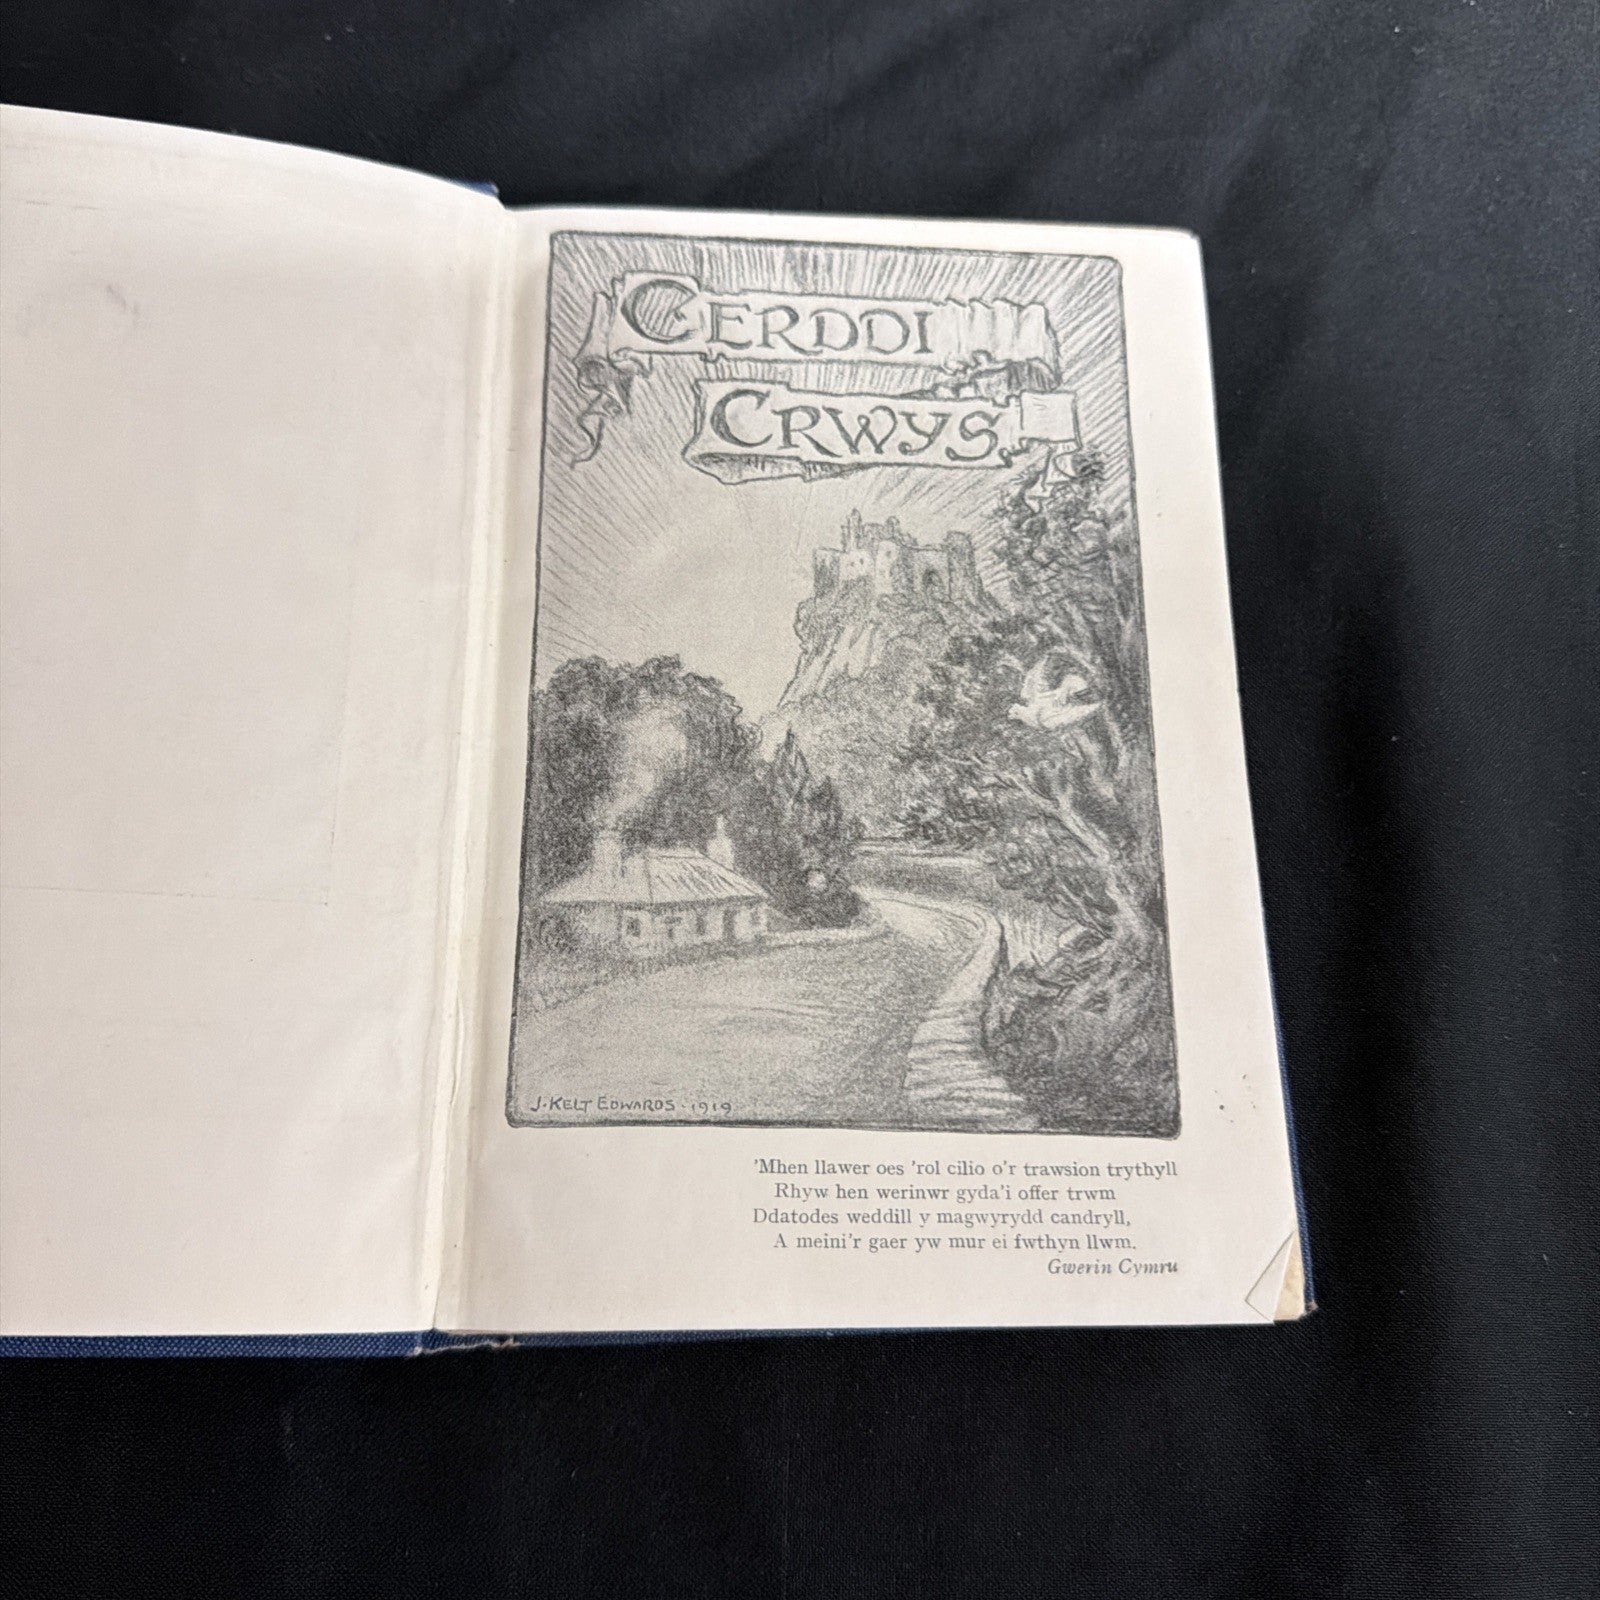 CERDDI
CRWYS.
J. KELT EDWARDS · 1919
'Mhen llawer oes 'rol cilio o'r trawsion trythyll
Rhyw hen werinwr gyda'i offer trwm
Ddatodes weddill y magwyrydd candryll,
A meini'r gaer yw mur ei fwthyn llwm.
Gwerin Cymru